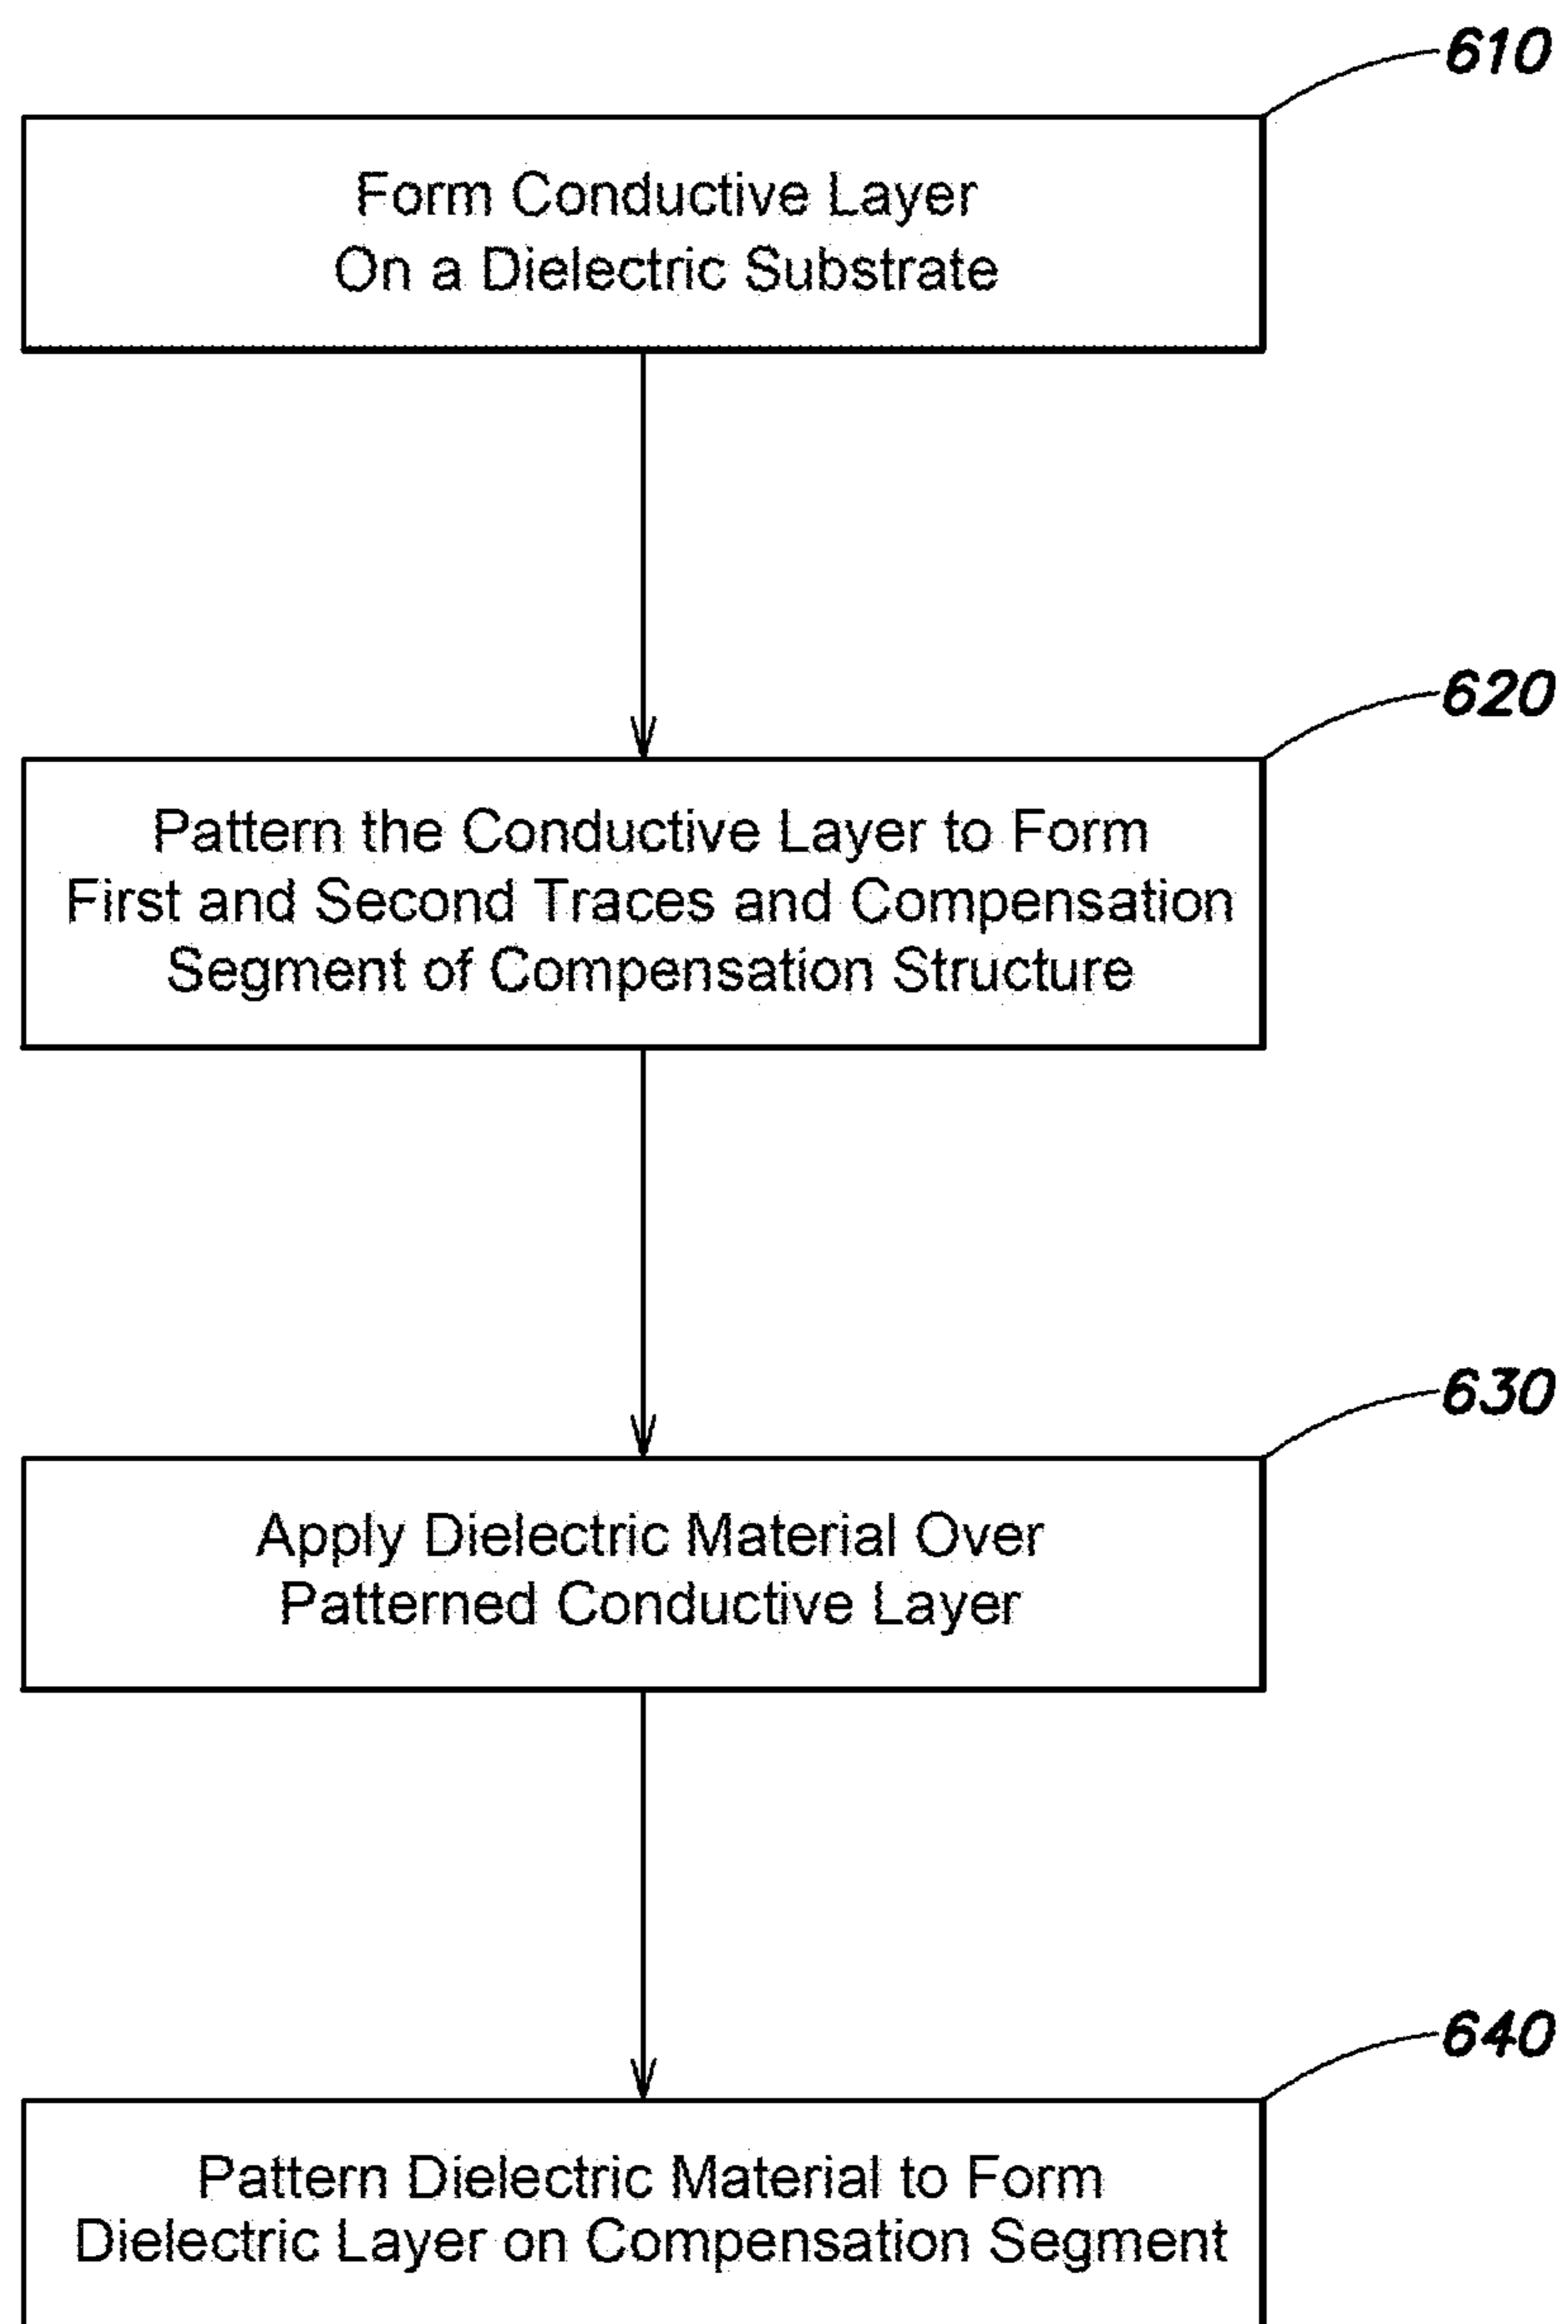 610
Form Conductive Layer
On a Dielectric Substrate
620
Pattern the Conductive Layer to Form
First and Second Traces and Compensation
Segment of Compensation Structure
630
Apply Dielectric Material Over
Patterned Conductive Layer
640
Pattern Dielectric Material to Form
Dielectric Layer on Compensation Segment